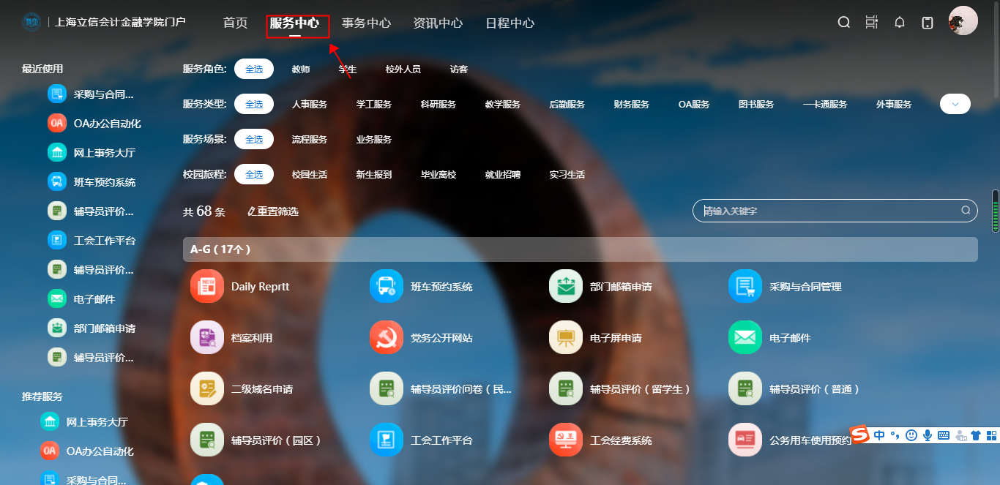 上海立信会计金融学院门户 首页 服务中心 事务中心 资讯中心 日程中心
最近使用
采购与合同...
OA OA办公自动化
网上事务大厅
班车预约系统
辅导员评价...
工会工作平台
辅导员评价...
电子邮件
部门邮箱申请
辅导员评价...
推荐服务
网上事务大厅
OA OA办公自动化
采购与合同...
服务角色: 全选 教师 学生 校外人员 访客
服务类型: 全选 人事服务 学工服务 科研服务 教学服务 后勤服务 财务服务 OA服务 图书服务 一卡通服务 外事服务
服务场景: 全选 流程服务 业务服务
校园旅程: 全选 校园生活 新生报到 毕业离校 就业招聘 实习生活
共 68 条 重置筛选 请输入关键字
A-G ( 17个 )
NEW Daily Reprtt 班车预约系统 部门邮箱申请 采购与合同管理
档案利用 党务公开网站 电子屏申请 电子邮件
二级域名申请 辅导员评价问卷（民... 辅导员评价（留学生） 辅导员评价（普通）
辅导员评价（园区） 工会工作平台 工会经费系统 公务用车使用预约
S 中